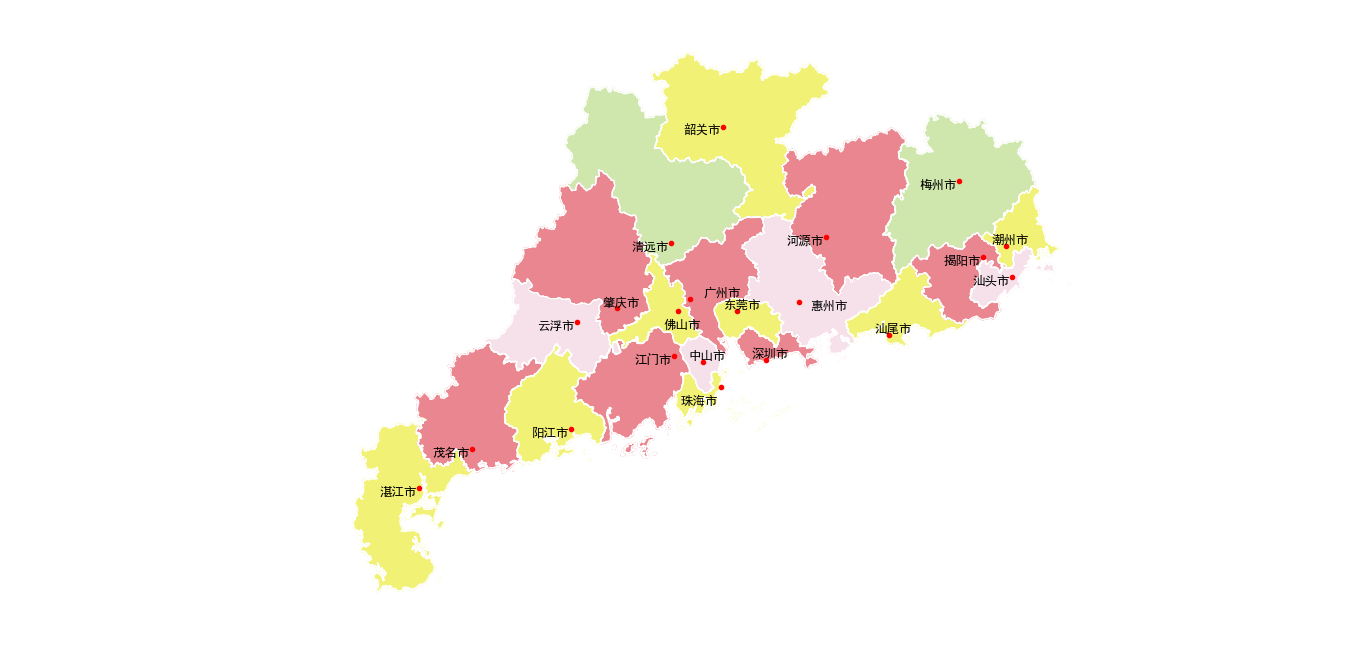 韶关市
梅州市
潮州市
河源市
清远市
揭阳市
汕头市
广州市
肇庆市
东莞市
惠州市
云浮市
佛山市
汕尾市
深圳市
中山市
江门市
珠海市
阳江市
茂名市
湛江市